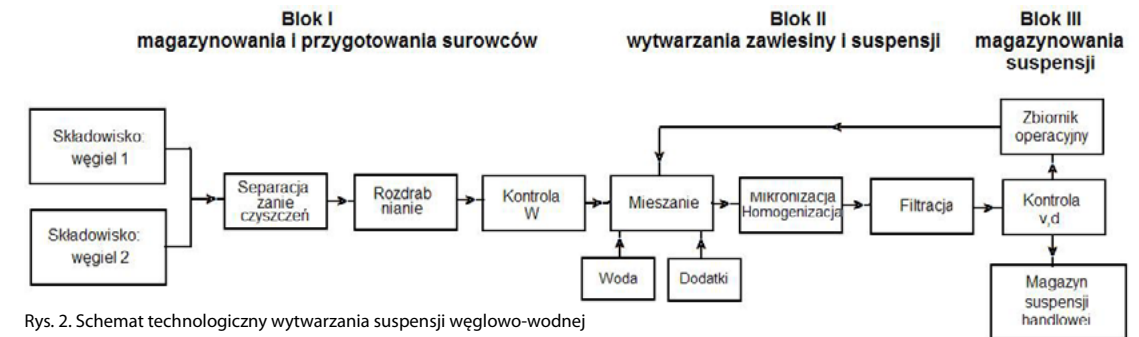 Blok I
magazynowania i przygotowania surowców
Blok II
wytwarzania zawiesiny i suspensji
Blok III
magazynowania
suspensji
Składowisko:
węgiel 1
Składowisko:
węgiel 2
Separacja
zanie
czyszczeń
Rozdrab
nianie
Kontrola
W
Mieszanie
Woda
Dodatki
Mikronizacja
Homogenizacja
Filtracja
Zbiornik
operacyjny
Kontrola
v,d
Magazyn
suspensji
handlowej
Rys. 2. Schemat technologiczny wytwarzania suspensji węglowo-wodnej